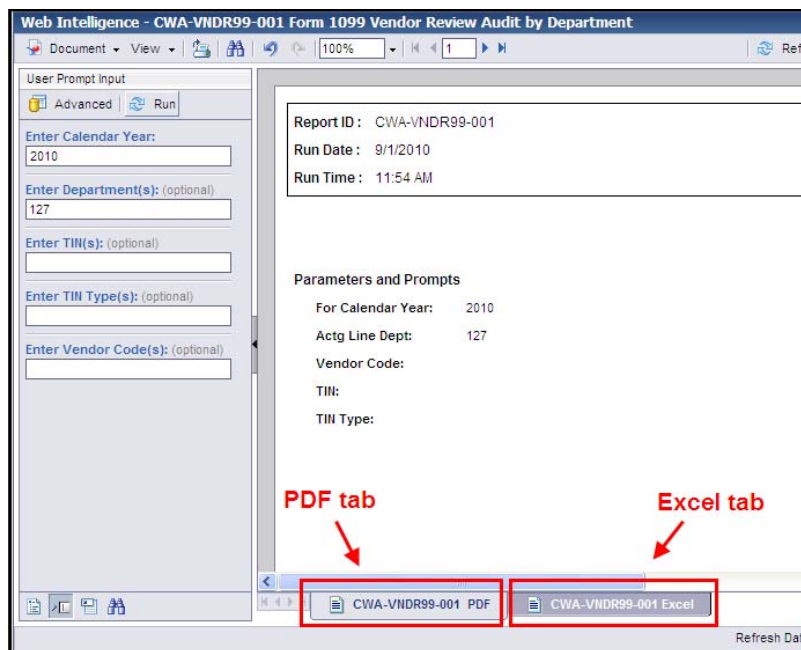 Web Intelligence - CWA-VNDR99-001 Form 1099 Vendor Review Audit by Department
Document View 100% 1
User Prompt Input
Advanced Run
Enter Calendar Year:
2010
Enter Department(s): (optional)
127
Enter TIN(s): (optional)
Enter TIN Type(s): (optional)
Enter Vendor Code(s): (optional)
Report ID : CWA-VNDR99-001
Run Date : 9/1/2010
Run Time : 11:54 AM
Parameters and Prompts
For Calendar Year: 2010
Actg Line Dept: 127
Vendor Code:
TIN:
TIN Type:
PDF tab
Excel tab
CWA-VNDR99-001 PDF
CWA-VNDR99-001 Excel